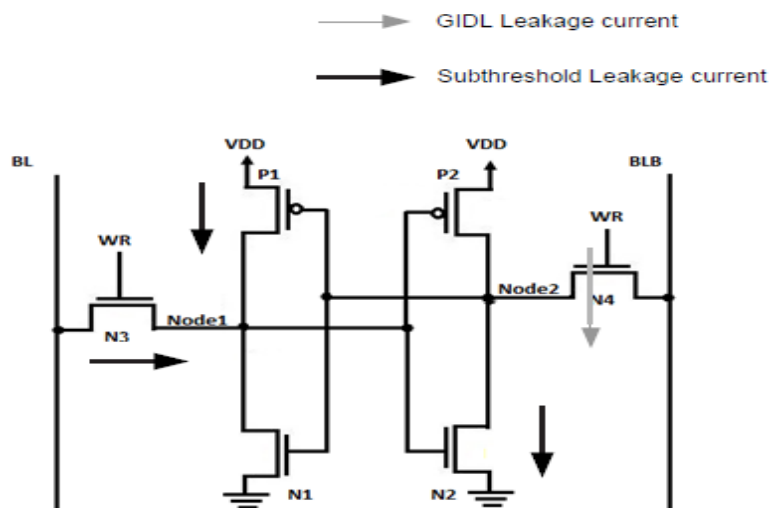 GIDL Leakage current
Subthreshold Leakage current
VDD
VDD
BL
P1
P2
BLB
WR
WR
Node2
N4
Node1
N3
N1
N2